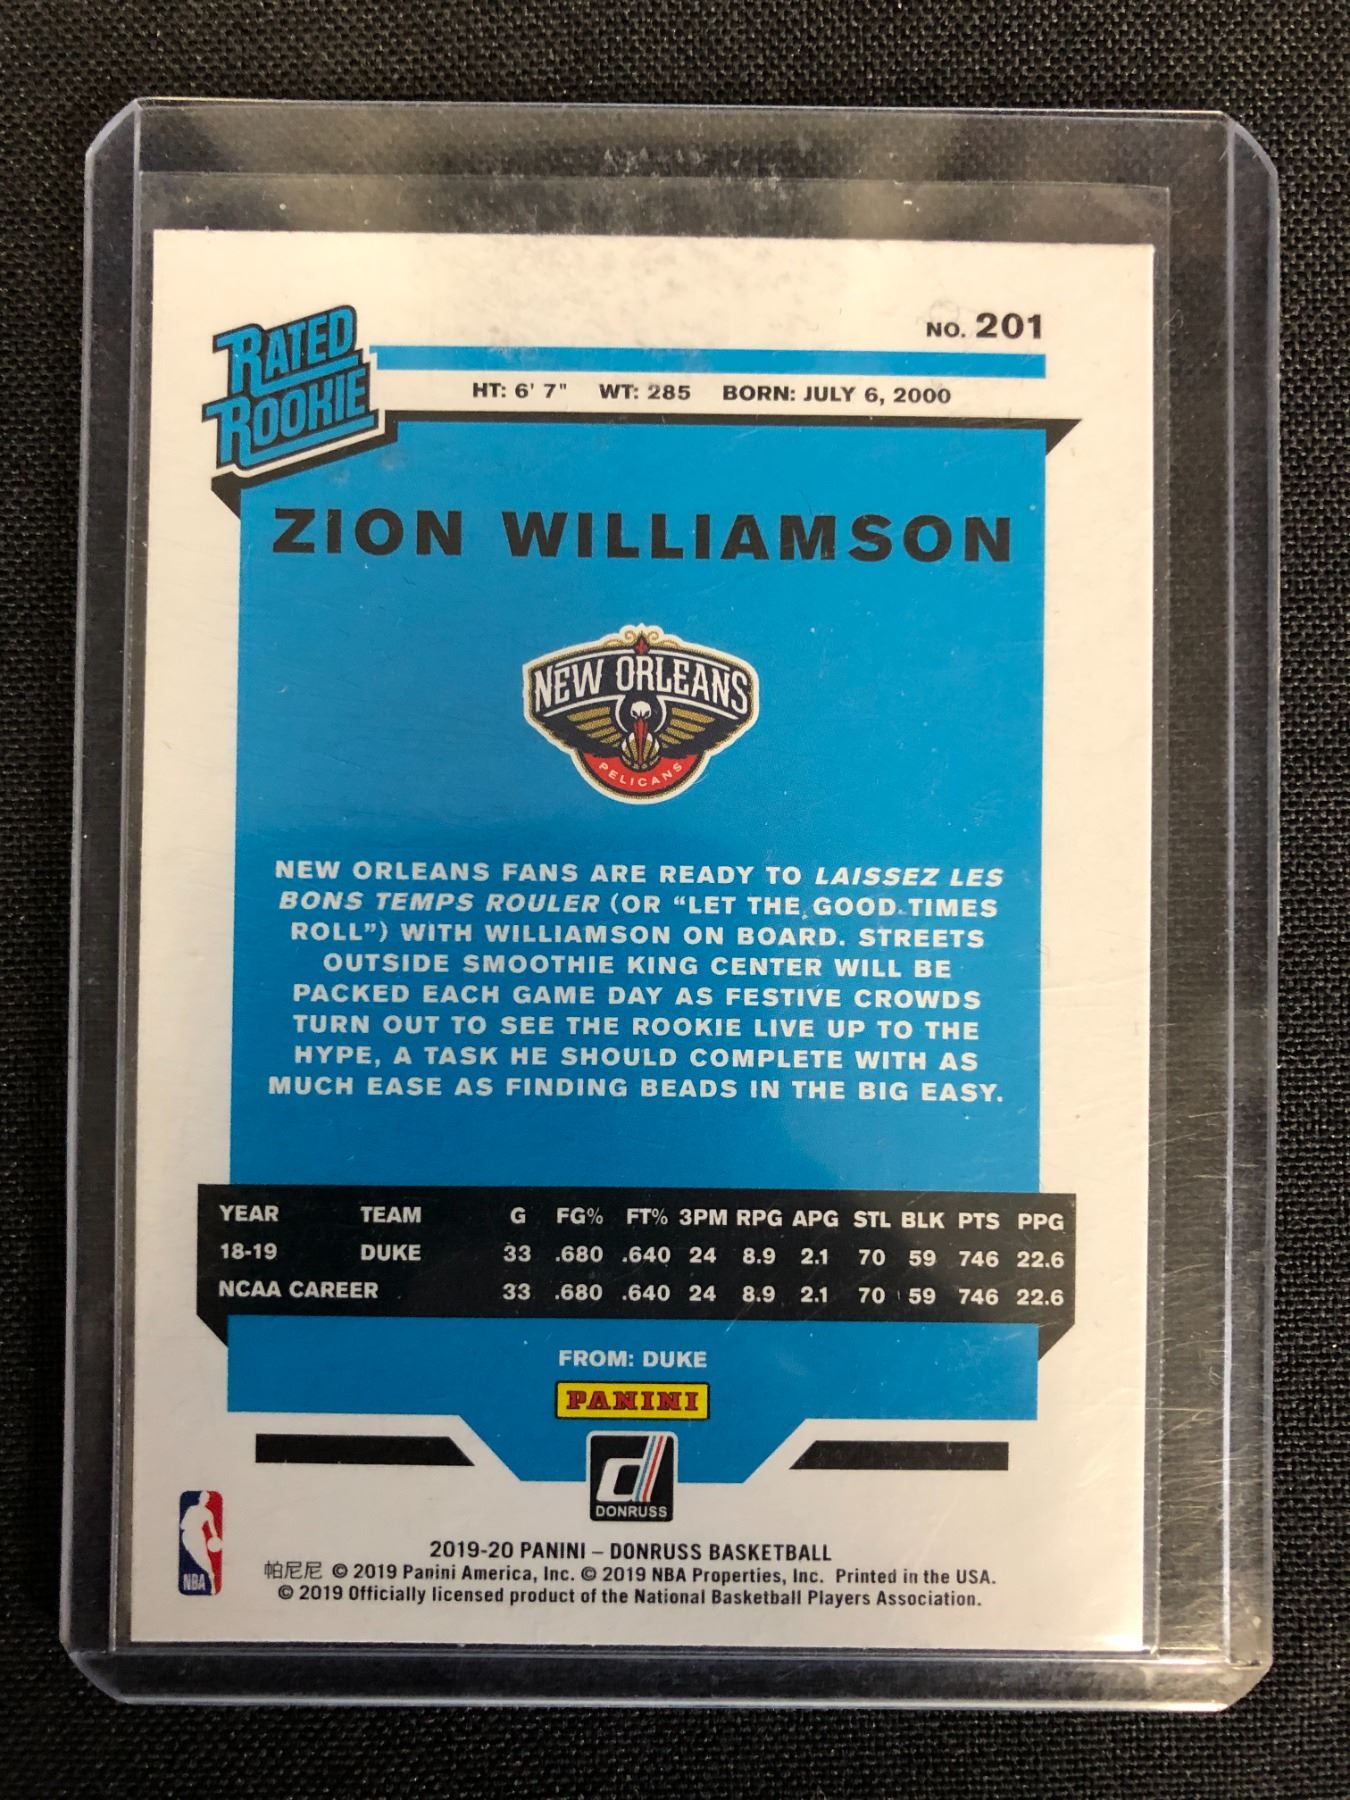 RATED
ROOKIE
NO. 201
HT: 6' 7" WT: 285 BORN: JULY 6, 2000
ZION WILLIAMSON
NEW ORLEANS
PELICANS
NEW ORLEANS FANS ARE READY TO LAISSEZ LES
BONS TEMPS ROULER (OR “LET THE GOOD TIMES
ROLL”) WITH WILLIAMSON ON BOARD. STREETS
OUTSIDE SMOOTHIE KING CENTER WILL BE
PACKED EACH GAME DAY AS FESTIVE CROWDS
TURN OUT TO SEE THE ROOKIE LIVE UP TO THE
HYPE, A TASK HE SHOULD COMPLETE WITH AS
MUCH EASE AS FINDING BEADS IN THE BIG EASY.
YEAR TEAM G FG% FT% 3PM RPG APG STL BLK PTS PPG
18-19 DUKE 33 .680 .640 24 8.9 2.1 70 59 746 22.6
NCAA CAREER 33 .680 .640 24 8.9 2.1 70 59 746 22.6
FROM: DUKE
PANINI
d
DONRUSS
NBA
2019-20 PANINI – DONRUSS BASKETBALL
帕尼尼 © 2019 Panini America, Inc. © 2019 NBA Properties, Inc. Printed in the USA.
© 2019 Officially licensed product of the National Basketball Players Association.